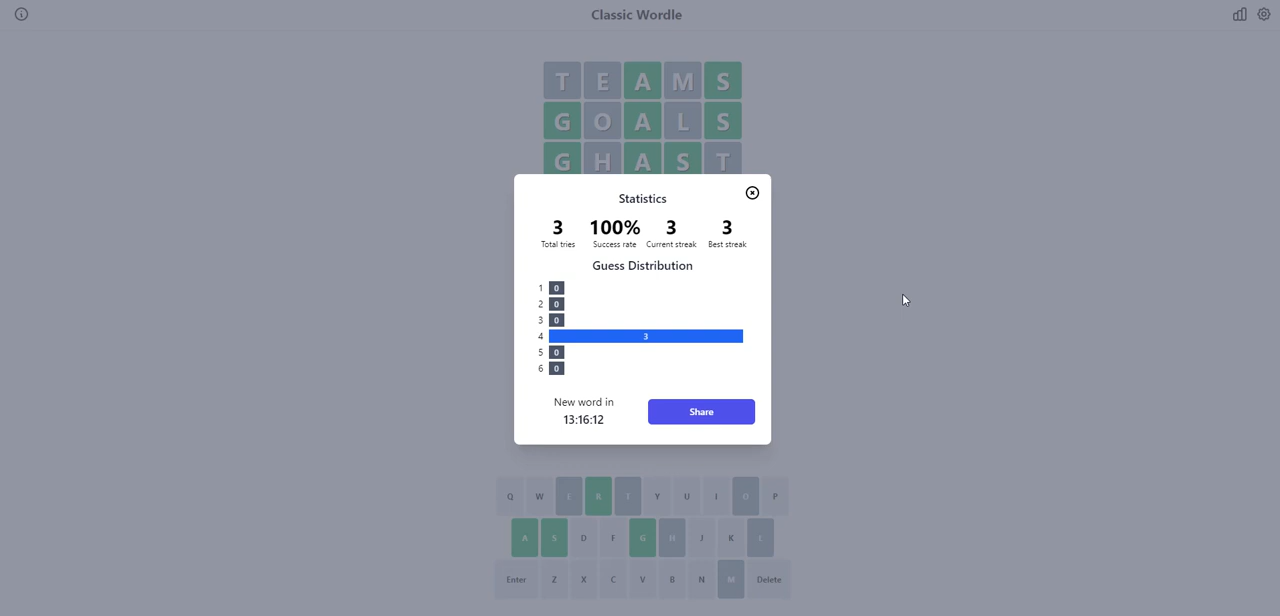 Classic Wordle
T E A M S
G O A L S
G H A S T
Statistics
3 100% 3 3
Total tries Success rate Current streak Best streak
Guess Distribution
1 0
2 0
3 0
4 3
5 0
6 0
New word in
13:16:12
Share
Q W E R T Y U I O P
A S D F G H J K L
Enter Z X C V B N M Delete